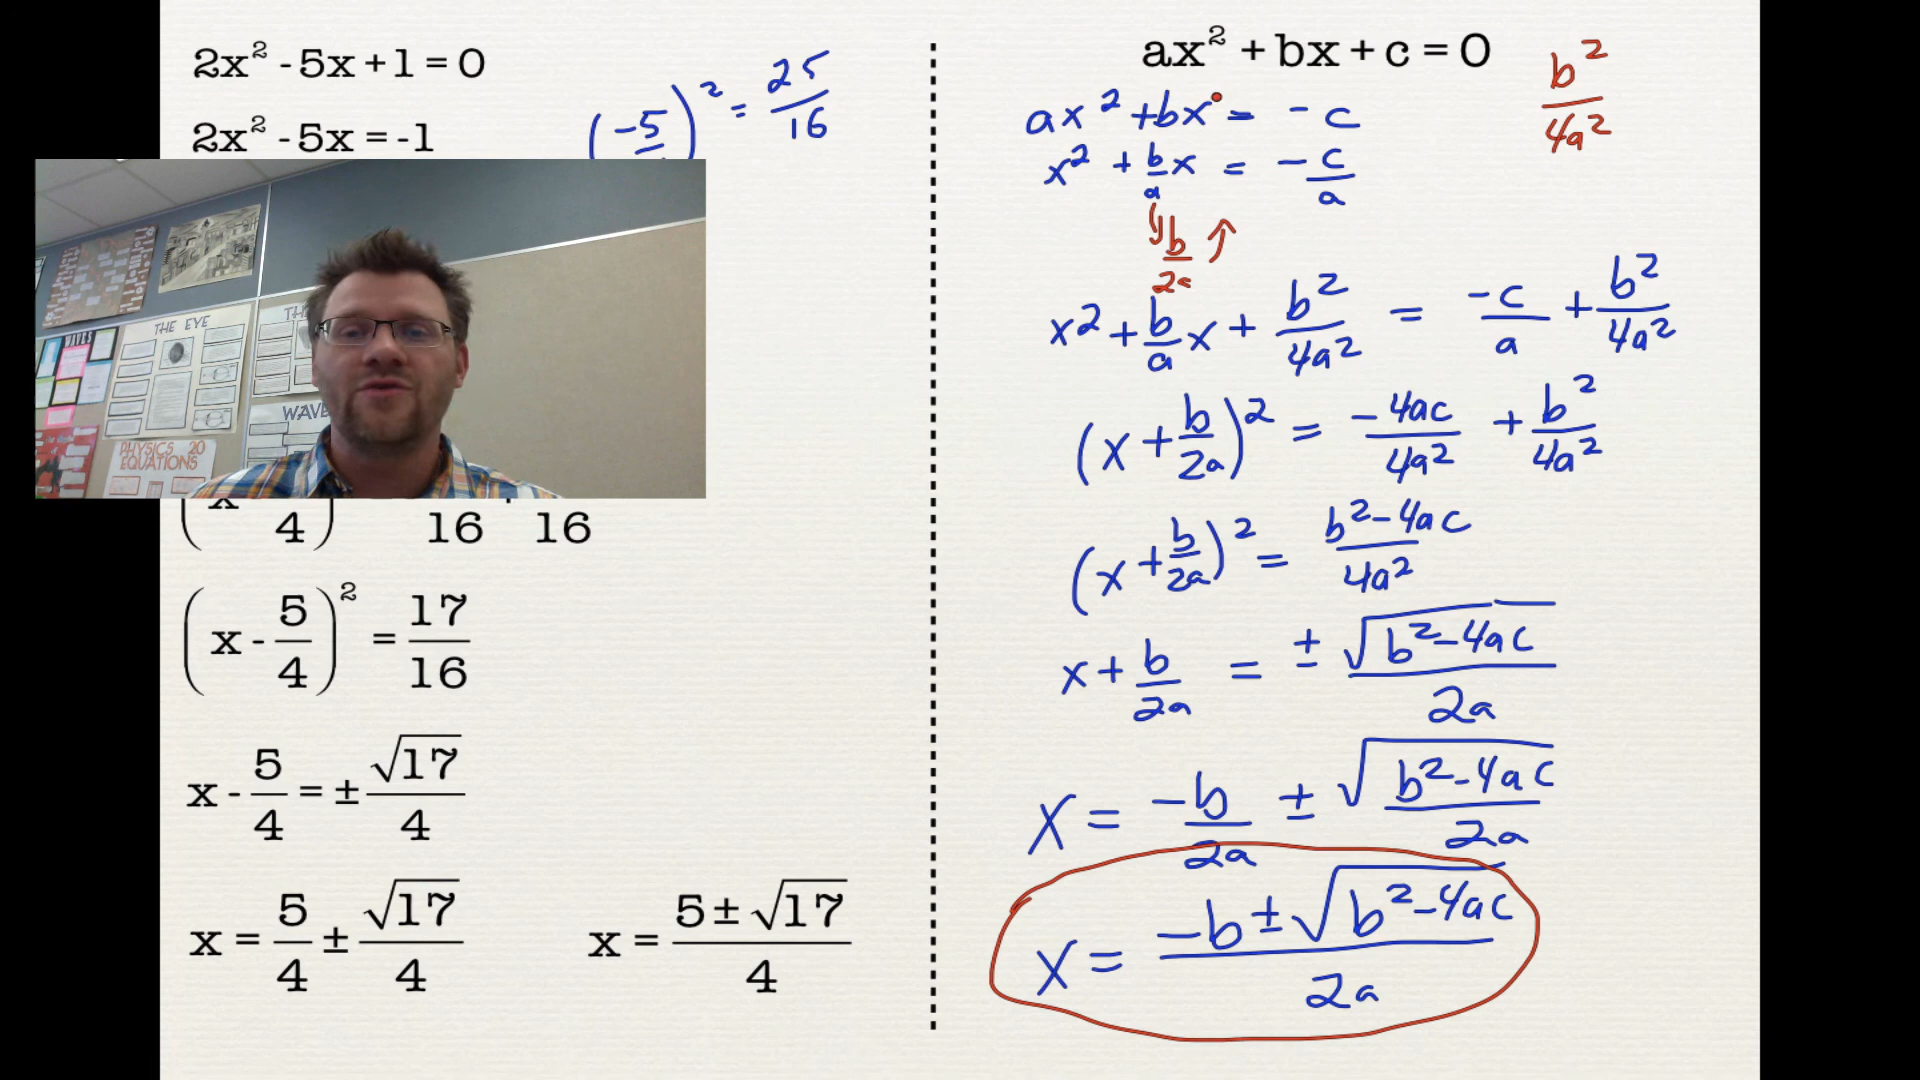 2x² - 5x + 1 = 0
2x² - 5x = -1
(-5/ )² = 25/16
THE EYE
WAVES
PHYSICS 20
EQUATIONS
(x 4) 16 16
(x - 5/4)² = 17/16
x - 5/4 = ± √17/4
x = 5/4 ± √17/4
x = (5 ± √17)/4
ax² + bx + c = 0
b²/4a²
ax² + bx = -c
x² + b/a x = -c/a
b/2a
x² + b/a x + b²/4a² = -c/a + b²/4a²
(x + b/2a)² = -4ac/4a² + b²/4a²
(x + b/2a)² = (b² - 4ac)/4a²
x + b/2a = ± √(b² - 4ac)/2a
x = -b/2a ± √(b² - 4ac)/2a
x = (-b ± √(b² - 4ac))/2a